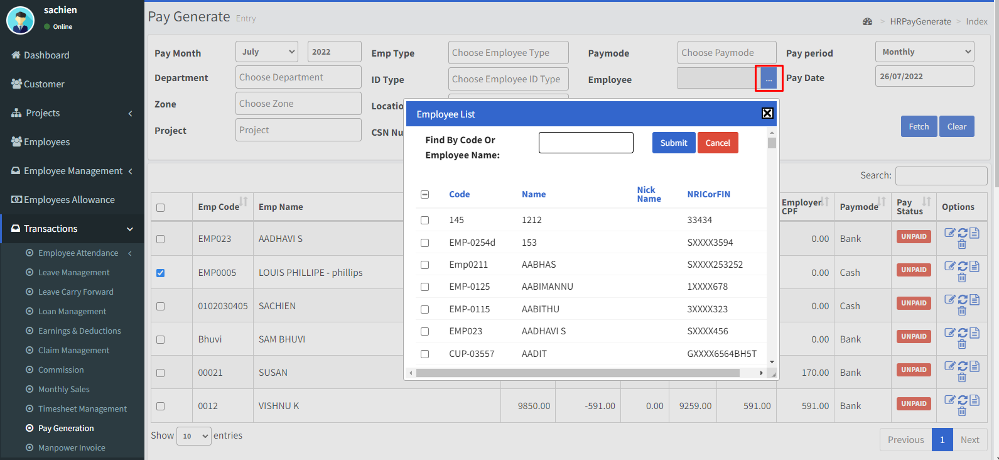 sachien
Online
Dashboard
Customer
Projects
Employees
Employee Management
Employees Allowance
Transactions
Employee Attendance
Leave Management
Leave Carry Forward
Loan Management
Earnings & Deductions
Claim Management
Commission
Monthly Sales
Timesheet Management
Pay Generation
Manpower Invoice
Pay Generate Entry
> HRPayGenerate > Index
Pay Month July 2022 Emp Type Choose Employee Type Paymode Choose Paymode Pay period Monthly
Department Choose Department ID Type Choose Employee ID Type Employee ... Pay Date 26/07/2022
Zone Choose Zone
Project Project CSN
Fetch Clear
Employee List
Find By Code Or
Employee Name:
Submit Cancel
Code Name Nick Name NRICorFIN
145 1212 33434
EMP-0254d 153 SXXXX3594
Emp0211 AABHAS SXXXX253252
EMP-0125 AABIMANNU 1XXXX678
EMP-0115 AABITHU 3XXXX323
EMP023 AADHAVI S SXXXX456
CUP-03557 AADIT GXXXX6564BH5T
Search:
Emp Code Emp Name Employer CPF Paymode Pay Status Options
EMP023 AADHAVI S 0.00 Bank UNPAID
EMP0005 LOUIS PHILLIPE - phillips 0.00 Cash UNPAID
0102030405 SACHIEN 0.00 Cash UNPAID
Bhuvi SAM BHUVI 0.00 Bank UNPAID
00021 SUSAN 170.00 Bank UNPAID
0012 VISHNU K 9850.00 -591.00 0.00 9259.00 591.00 591.00 Bank UNPAID
Show 10 entries
Previous 1 Next